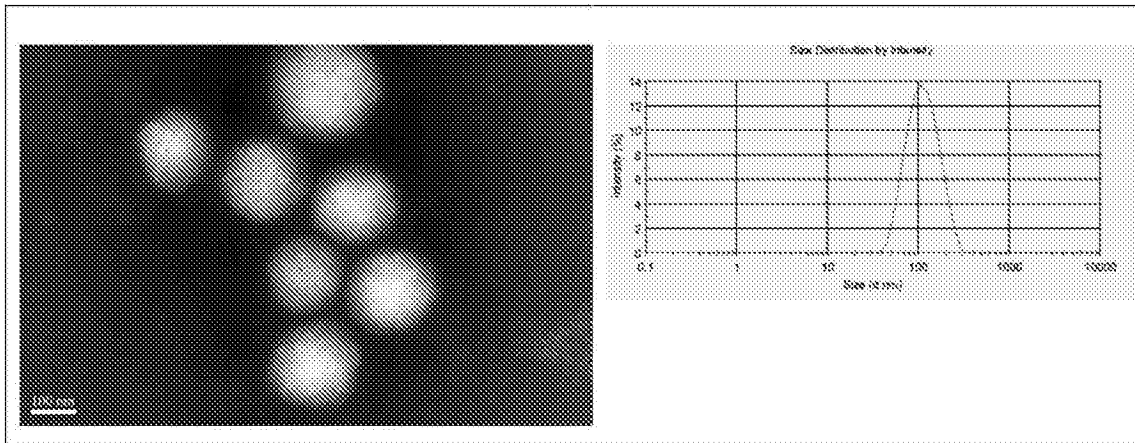 100 nm
Size Distribution by Intensity
14
12
10
8
6
4
2
0
Intensity (%)
0.1 1 10 100 1000 10000
Size (d.nm)